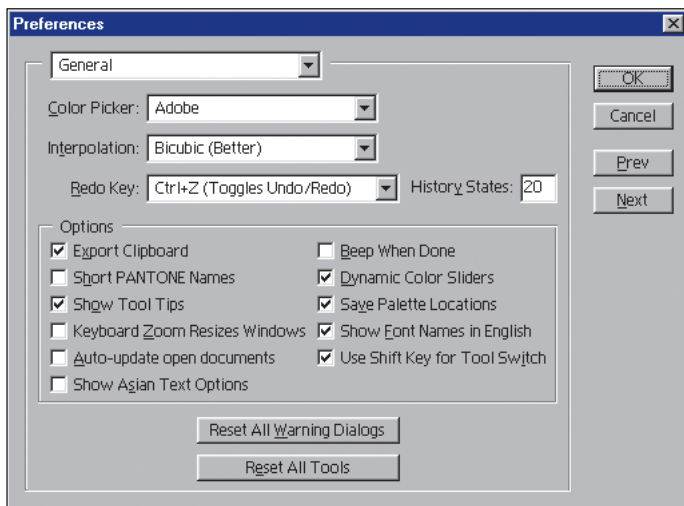 Preferences
General
OK
Color Picker: Adobe
Cancel
Interpolation: Bicubic (Better)
Prev
Redo Key: Ctrl+Z (Toggles Undo/Redo) History States: 20
Next
Options
Export Clipboard
Short PANTONE Names
Show Tool Tips
Keyboard Zoom Resizes Windows
Auto-update open documents
Show Asian Text Options
Beep When Done
Dynamic Color Sliders
Save Palette Locations
Show Font Names in English
Use Shift Key for Tool Switch
Reset All Warning Dialogs
Reset All Tools